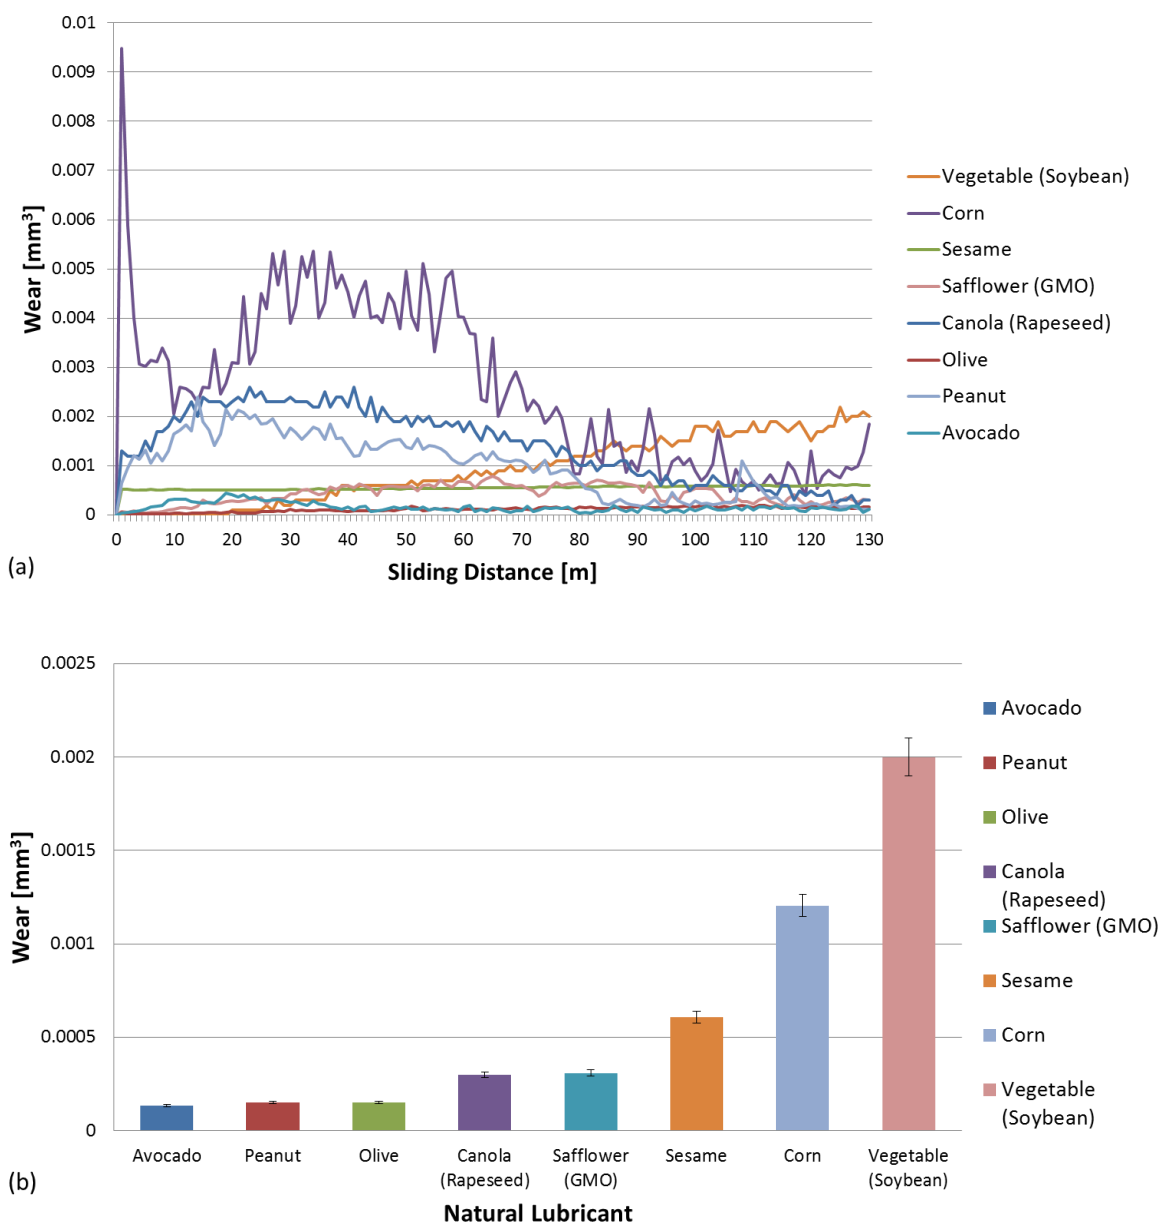 0.01
0.009
0.008
0.007
0.006
0.005
0.004
0.003
0.002
0.001
0
Wear [mm³]
0 10 20 30 40 50 60 70 80 90 100 110 120 130
Sliding Distance [m]
Vegetable (Soybean)
Corn
Sesame
Safflower (GMO)
Canola (Rapeseed)
Olive
Peanut
Avocado
(a)
0.0025
0.002
0.0015
0.001
0.0005
0
Wear [mm³]
Avocado Peanut Olive Canola Safflower Sesame Corn Vegetable
(Rapeseed) (GMO) (Soybean)
Natural Lubricant
Avocado
Peanut
Olive
Canola
(Rapeseed)
Safflower (GMO)
Sesame
Corn
Vegetable
(Soybean)
(b)